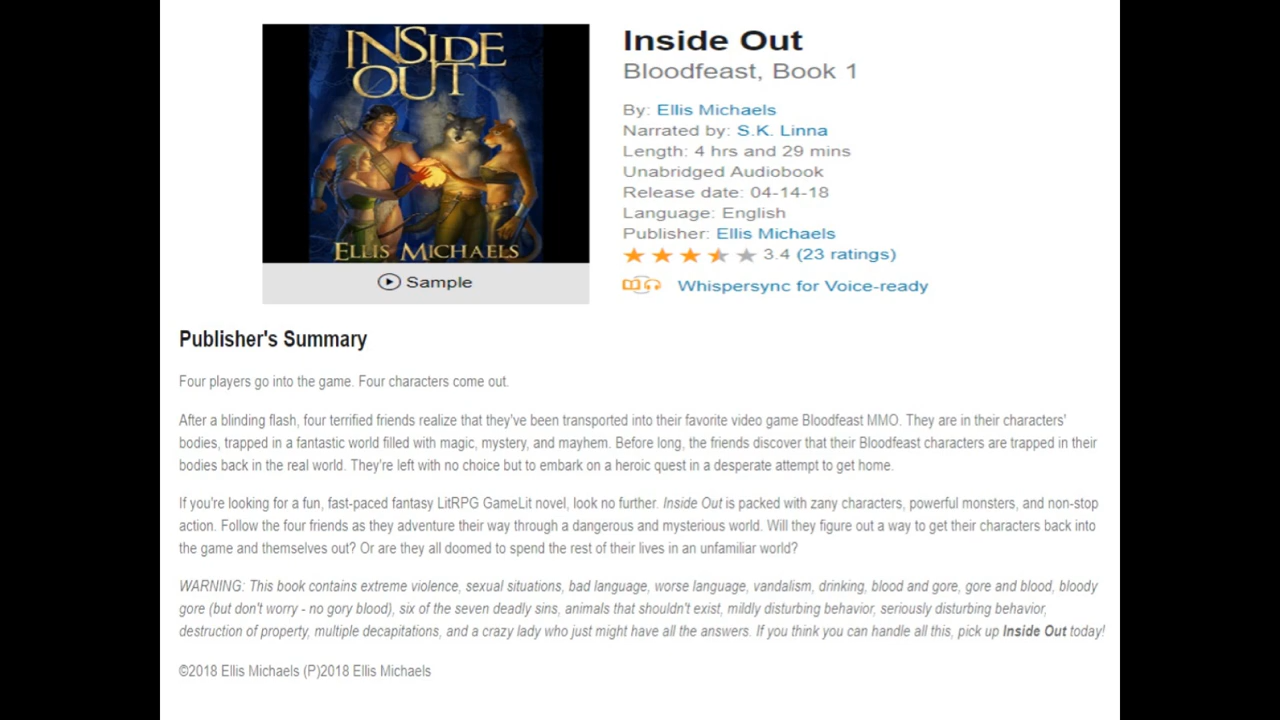 INSIDE
OUT
ELLIS MICHAELS
Sample
Inside Out
Bloodfeast, Book 1
By: Ellis Michaels
Narrated by: S.K. Linna
Length: 4 hrs and 29 mins
Unabridged Audiobook
Release date: 04-14-18
Language: English
Publisher: Ellis Michaels
3.4 (23 ratings)
Whispersync for Voice-ready
Publisher's Summary
Four players go into the game. Four characters come out.
After a blinding flash, four terrified friends realize that they've been transported into their favorite video game Bloodfeast MMO. They are in their characters'
bodies, trapped in a fantastic world filled with magic, mystery, and mayhem. Before long, the friends discover that their Bloodfeast characters are trapped in their
bodies back in the real world. They're left with no choice but to embark on a heroic quest in a desperate attempt to get home.
If you're looking for a fun, fast-paced fantasy LitRPG GameLit novel, look no further. Inside Out is packed with zany characters, powerful monsters, and non-stop
action. Follow the four friends as they adventure their way through a dangerous and mysterious world. Will they figure out a way to get their characters back into
the game and themselves out? Or are they all doomed to spend the rest of their lives in an unfamiliar world?
WARNING: This book contains extreme violence, sexual situations, bad language, worse language, vandalism, drinking, blood and gore, gore and blood, bloody
gore (but don't worry - no gory blood), six of the seven deadly sins, animals that shouldn't exist, mildly disturbing behavior, seriously disturbing behavior,
destruction of property, multiple decapitations, and a crazy lady who just might have all the answers. If you think you can handle all this, pick up Inside Out today!
©2018 Ellis Michaels (P)2018 Ellis Michaels